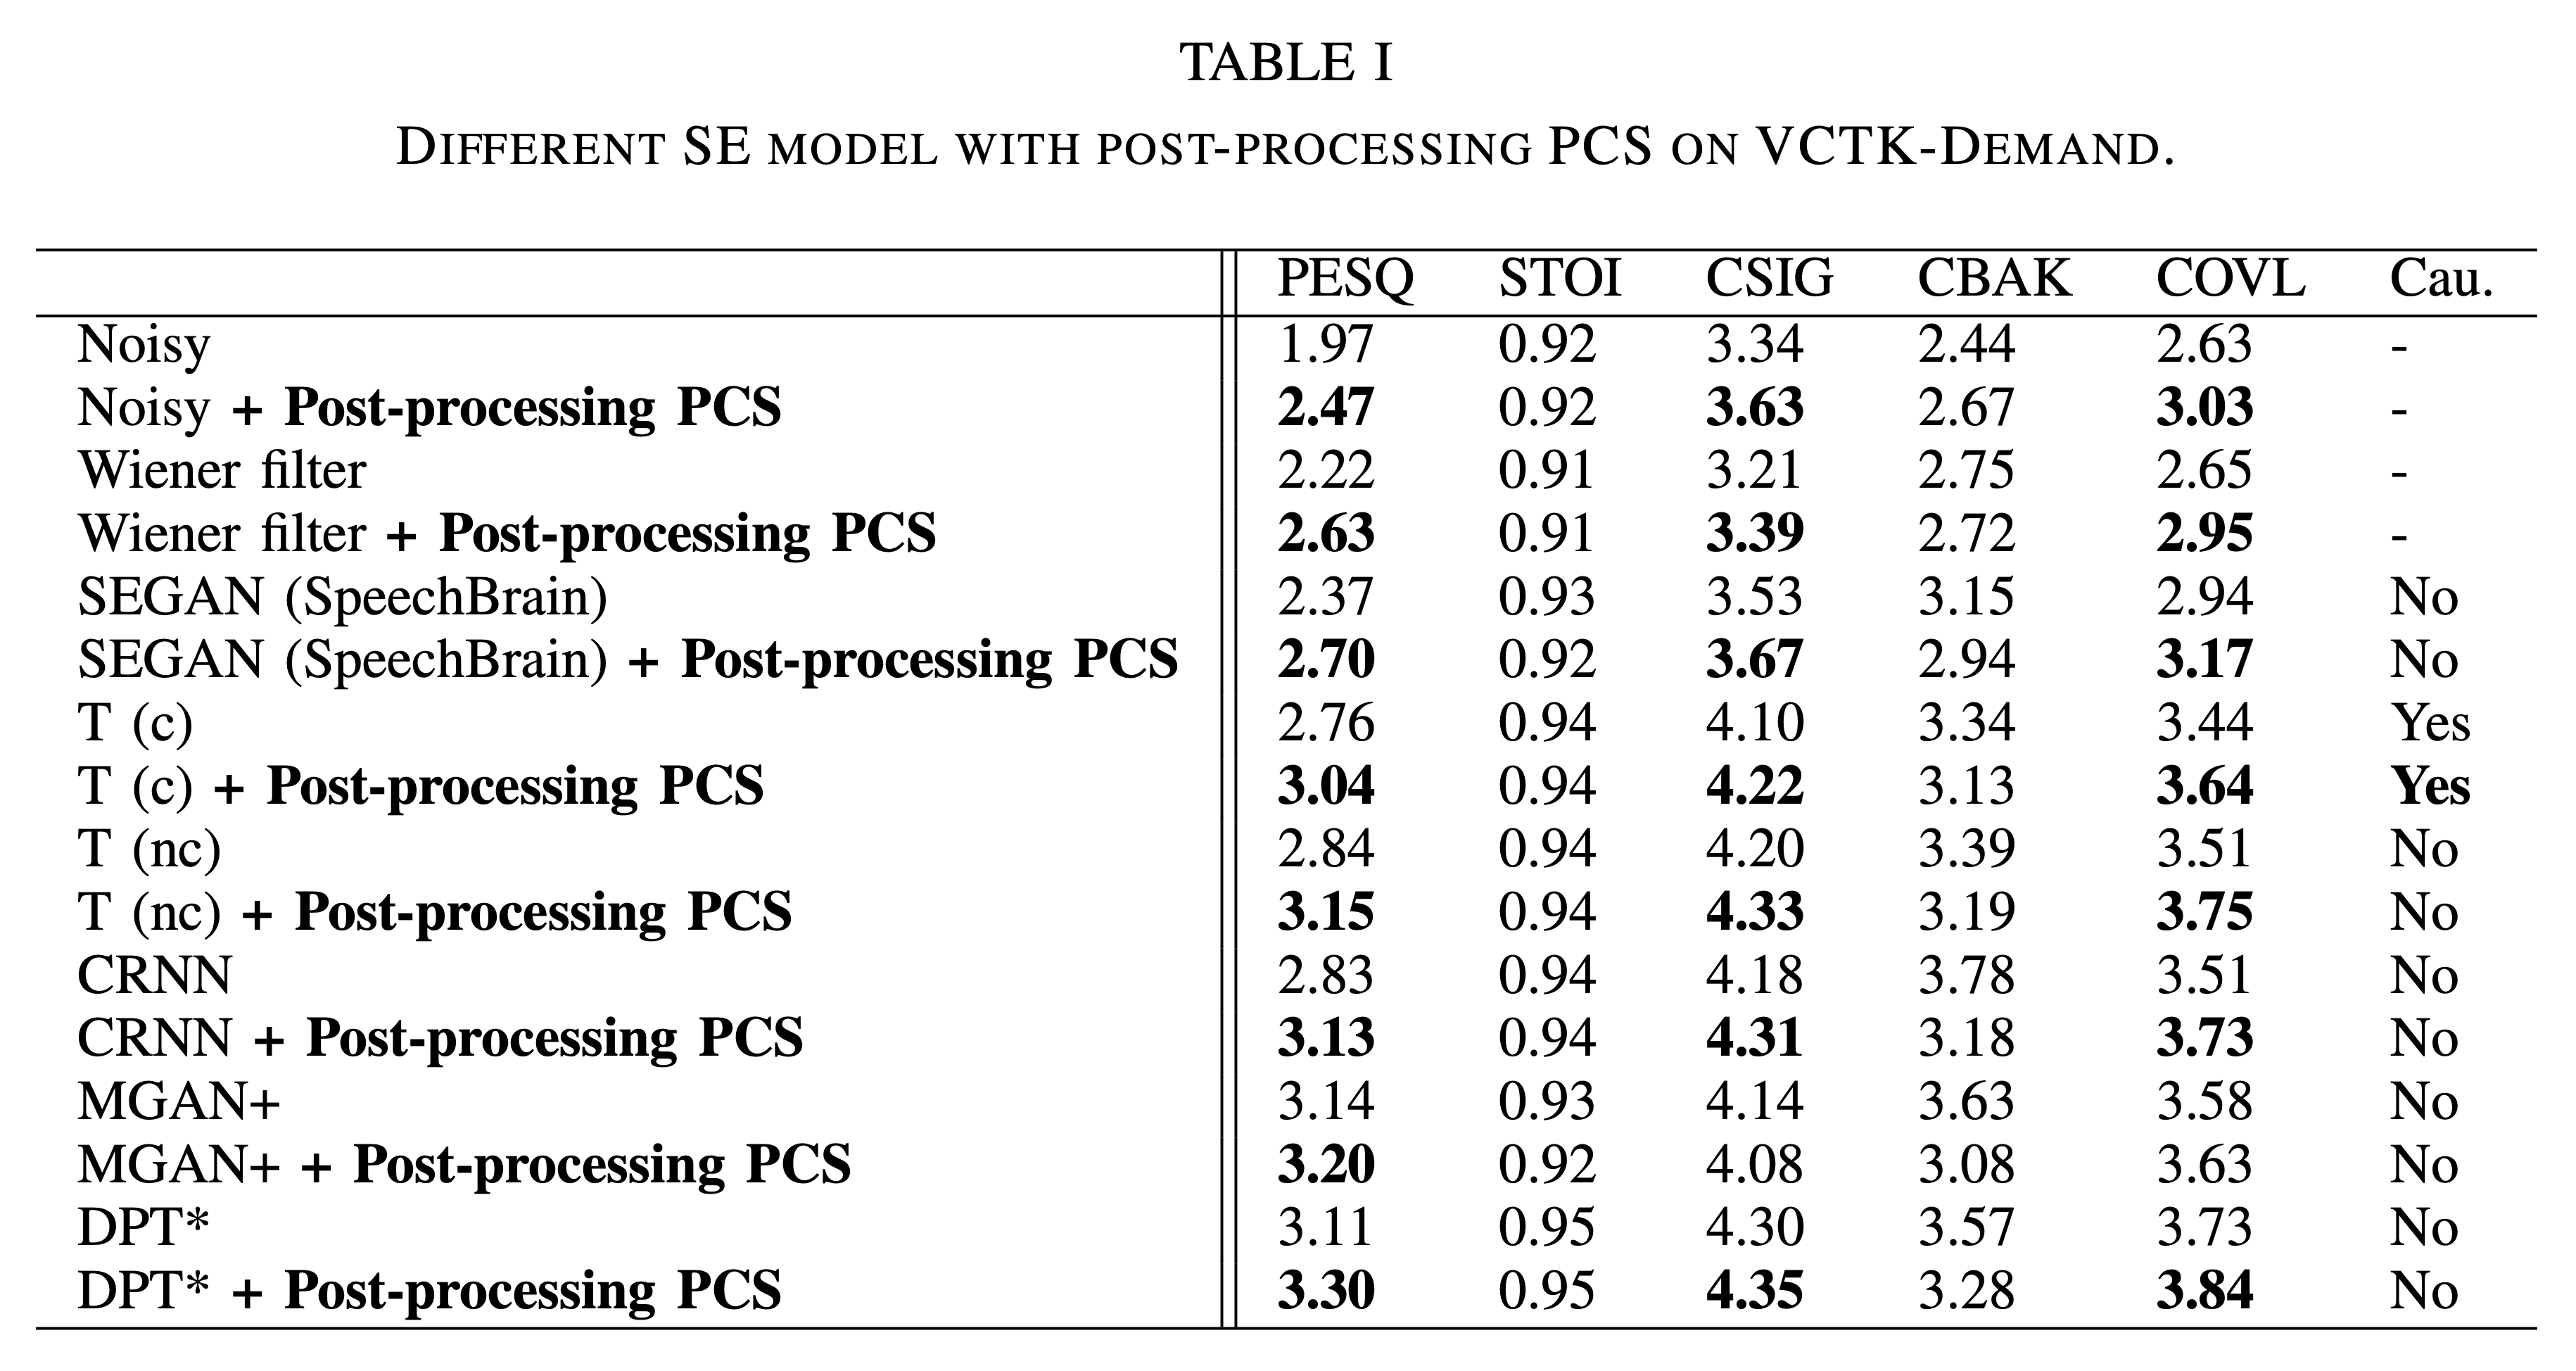 TABLE I
DIFFERENT SE MODEL WITH POST-PROCESSING PCS ON VCTK-DEMAND.
PESQ STOI CSIG CBAK COVL Cau.
Noisy 1.97 0.92 3.34 2.44 2.63 -
Noisy + Post-processing PCS 2.47 0.92 3.63 2.67 3.03 -
Wiener filter 2.22 0.91 3.21 2.75 2.65 -
Wiener filter + Post-processing PCS 2.63 0.91 3.39 2.72 2.95 -
SEGAN (SpeechBrain) 2.37 0.93 3.53 3.15 2.94 No
SEGAN (SpeechBrain) + Post-processing PCS 2.70 0.92 3.67 2.94 3.17 No
T (c) 2.76 0.94 4.10 3.34 3.44 Yes
T (c) + Post-processing PCS 3.04 0.94 4.22 3.13 3.64 Yes
T (nc) 2.84 0.94 4.20 3.39 3.51 No
T (nc) + Post-processing PCS 3.15 0.94 4.33 3.19 3.75 No
CRNN 2.83 0.94 4.18 3.78 3.51 No
CRNN + Post-processing PCS 3.13 0.94 4.31 3.18 3.73 No
MGAN+ 3.14 0.93 4.14 3.63 3.58 No
MGAN+ + Post-processing PCS 3.20 0.92 4.08 3.08 3.63 No
DPT* 3.11 0.95 4.30 3.57 3.73 No
DPT* + Post-processing PCS 3.30 0.95 4.35 3.28 3.84 No